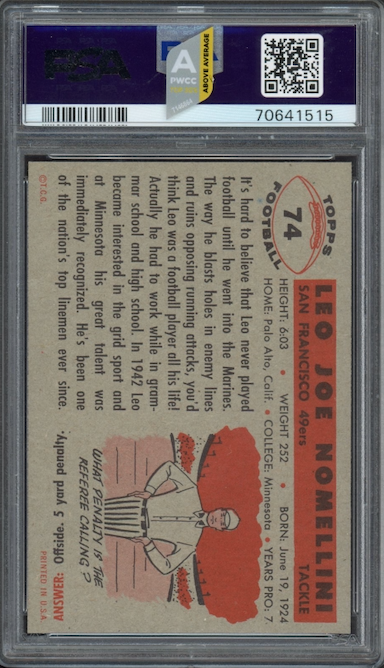 PSA
A
PWCC
ABOVE AVERAGE
70641515
TOPPS
74
FOOTBALL
LEO JOE NOMELLINI
SAN FRANCISCO 49ers
TACKLE
HEIGHT: 6:03 • WEIGHT 252 • BORN: June 19, 1924
HOME: Palo Alto, Calif. • COLLEGE: Minnesota • YEARS PRO: 7
It's hard to believe that Leo never played
football until he went into the Marines.
The way he blasts holes in enemy lines
and ruins opposing running attacks, you'd
think Leo was a football player all his life!
Actually he had to work while in gram-
mar school and high school. In 1942 Leo
became interested in the grid sport and
at Minnesota his great talent was
immediately recognized. He's been one
of the nation's top linemen ever since.
©T.C.G.
WHAT PENALTY IS THE
REFEREE CALLING?
ANSWER: Offside. 5 yard penalty.
PRINTED IN U.S.A